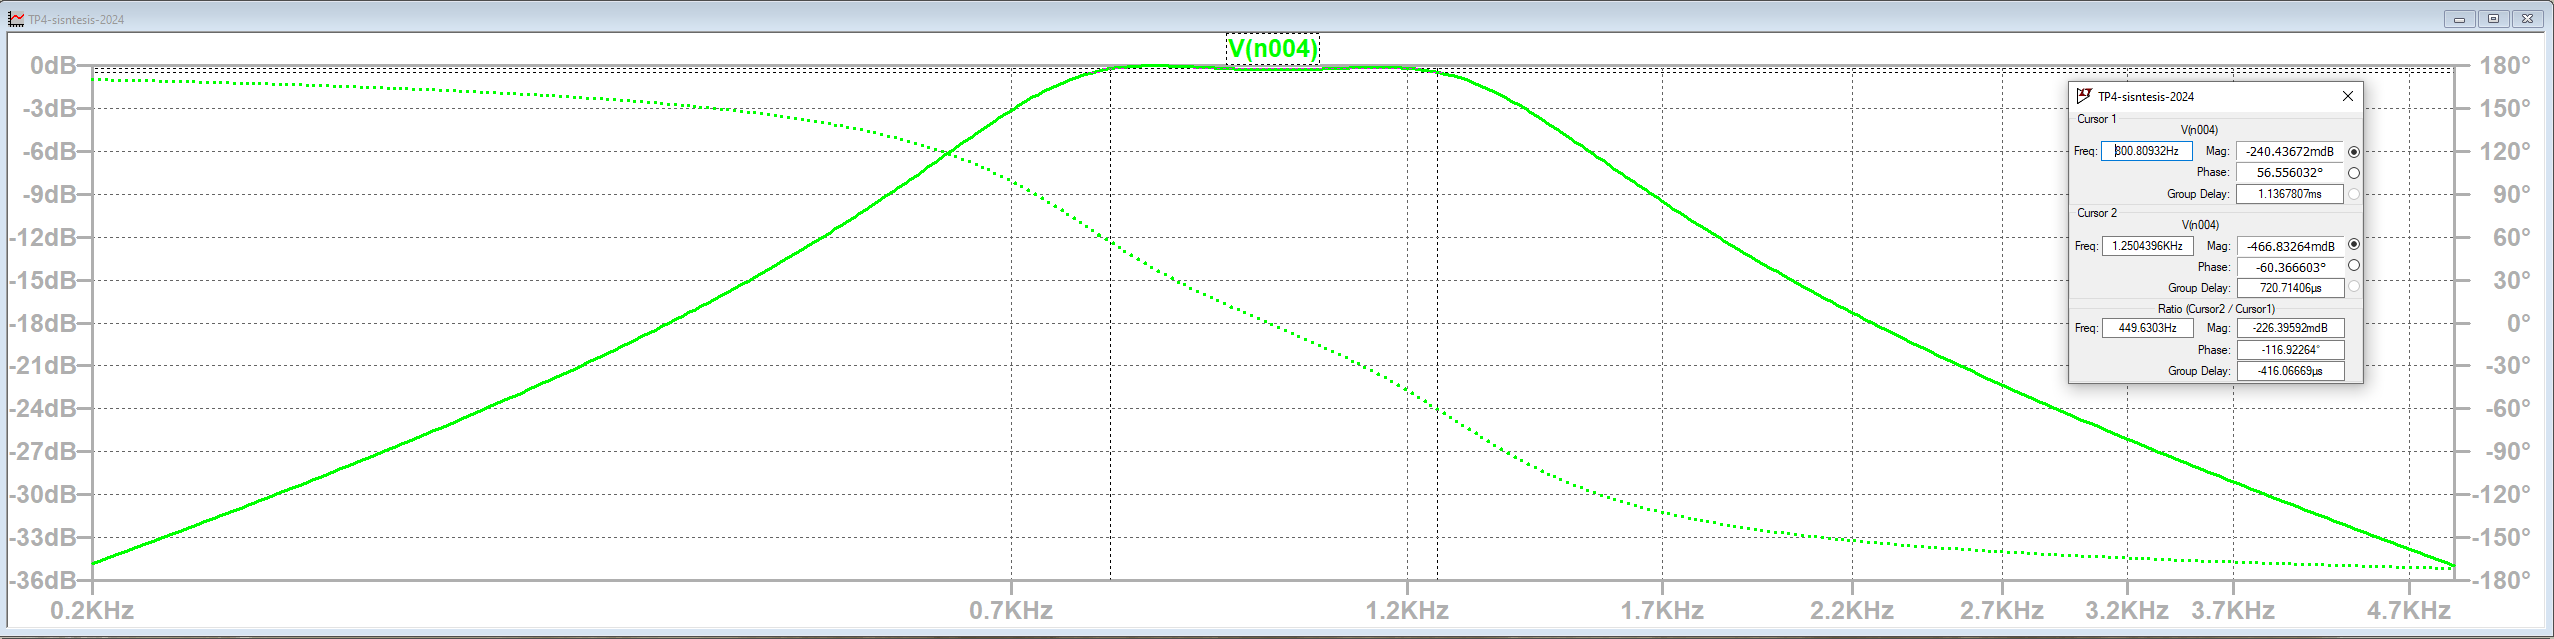 TP4-sisntesis-2024
V(n004)
0dB
-3dB
-6dB
-9dB
-12dB
-15dB
-18dB
-21dB
-24dB
-27dB
-30dB
-33dB
-36dB
180°
150°
120°
90°
60°
30°
0°
-30°
-60°
-90°
-120°
-150°
-180°
0.2KHz 0.7KHz 1.2KHz 1.7KHz 2.2KHz 2.7KHz 3.2KHz 3.7KHz 4.7KHz
TP4-sisntesis-2024
Cursor 1
V(n004)
Freq: 800.80932Hz Mag: -240.43672mdB
Phase: 56.556032°
Group Delay: 1.1367807ms
Cursor 2
V(n004)
Freq: 1.2504396KHz Mag: -466.83264mdB
Phase: -60.366603°
Group Delay: 720.71406µs
Ratio (Cursor2 / Cursor1)
Freq: 449.6303Hz Mag: -226.39592mdB
Phase: -116.92264°
Group Delay: -416.06669µs